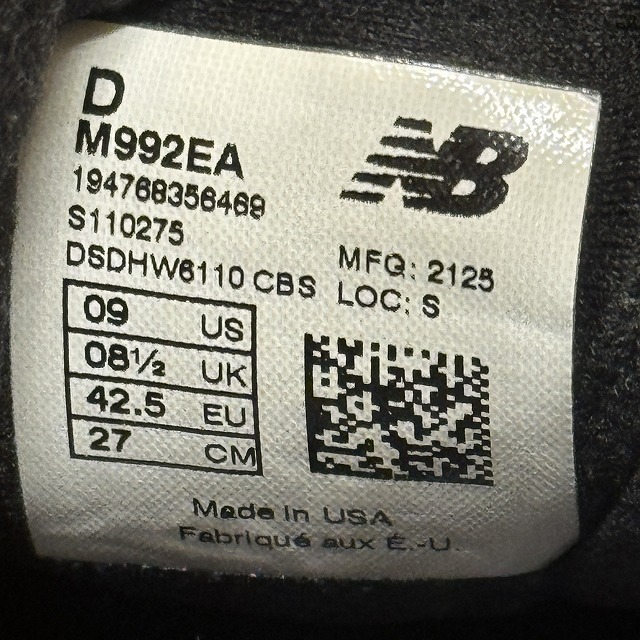 D
M992EA
194768356469
S110275
DSDHW6110 CBS
NB
MFG: 2125
LOC: S
09 US
08½ UK
42.5 EU
27 CM
Made in USA
Fabriqué aux É.-U.